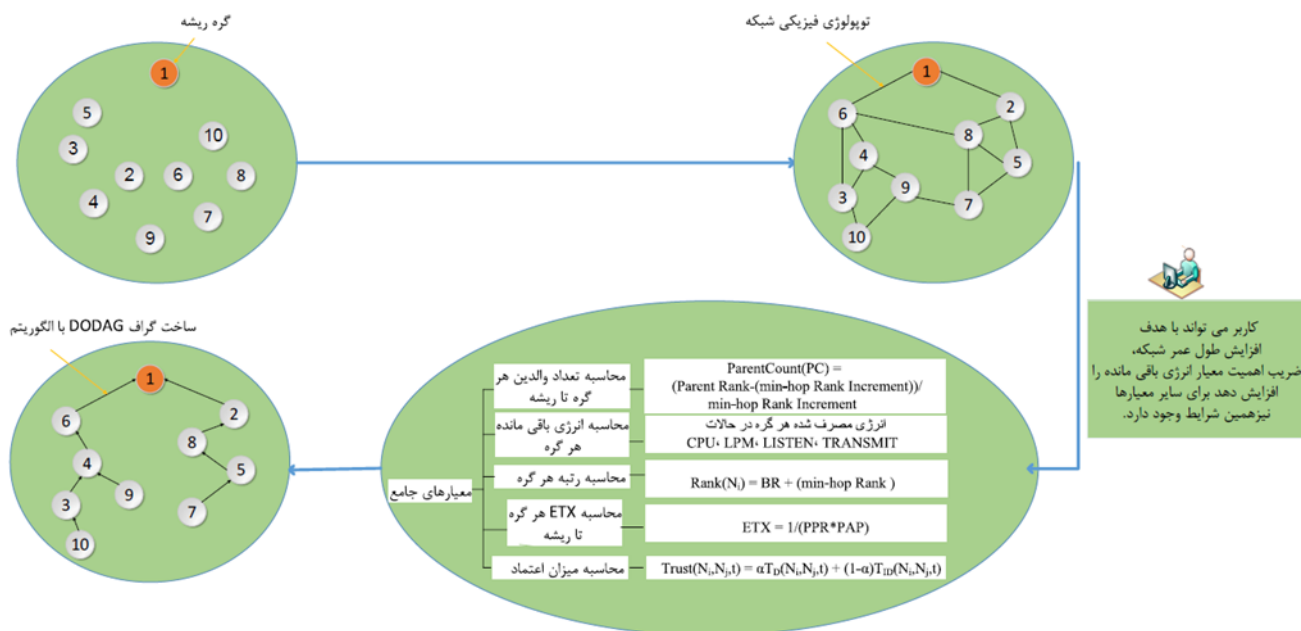 گره ریشه
1
5
3
10
2
6
8
4
7
9
توپولوژی فیزیکی شبکه
1
6
2
8
4
5
9
3
7
10
کاربر می تواند با هدف
افزایش طول عمر شبکه،
ضریب اهمیت معیار انرژی باقی مانده را
افزایش دهد برای سایر معیارها
نیزهمین شرایط وجود دارد.
معیارهای جامع
محاسبه تعداد والدین هر
گره تا ریشه
ParentCount(PC) =
(Parent Rank-(min-hop Rank Increment))/
min-hop Rank Increment
محاسبه انرژی باقی مانده
هر گره
انرژی مصرف شده هر گره در حالات
CPU، LPM، LISTEN، TRANSMIT
محاسبه رتبه هر گره
Rank(Nᵢ) = BR + (min-hop Rank )
محاسبه ETX هر گره
تا ریشه
ETX = 1/(PPR*PAP)
محاسبه میزان اعتماد
Trust(Nᵢ,Nⱼ,t) = αT_D(Nᵢ,Nⱼ,t) + (1-α)T_ID(Nᵢ,Nⱼ,t)
ساخت گراف DODAG با الگوریتم
1
6
2
8
4
5
3
9
7
10